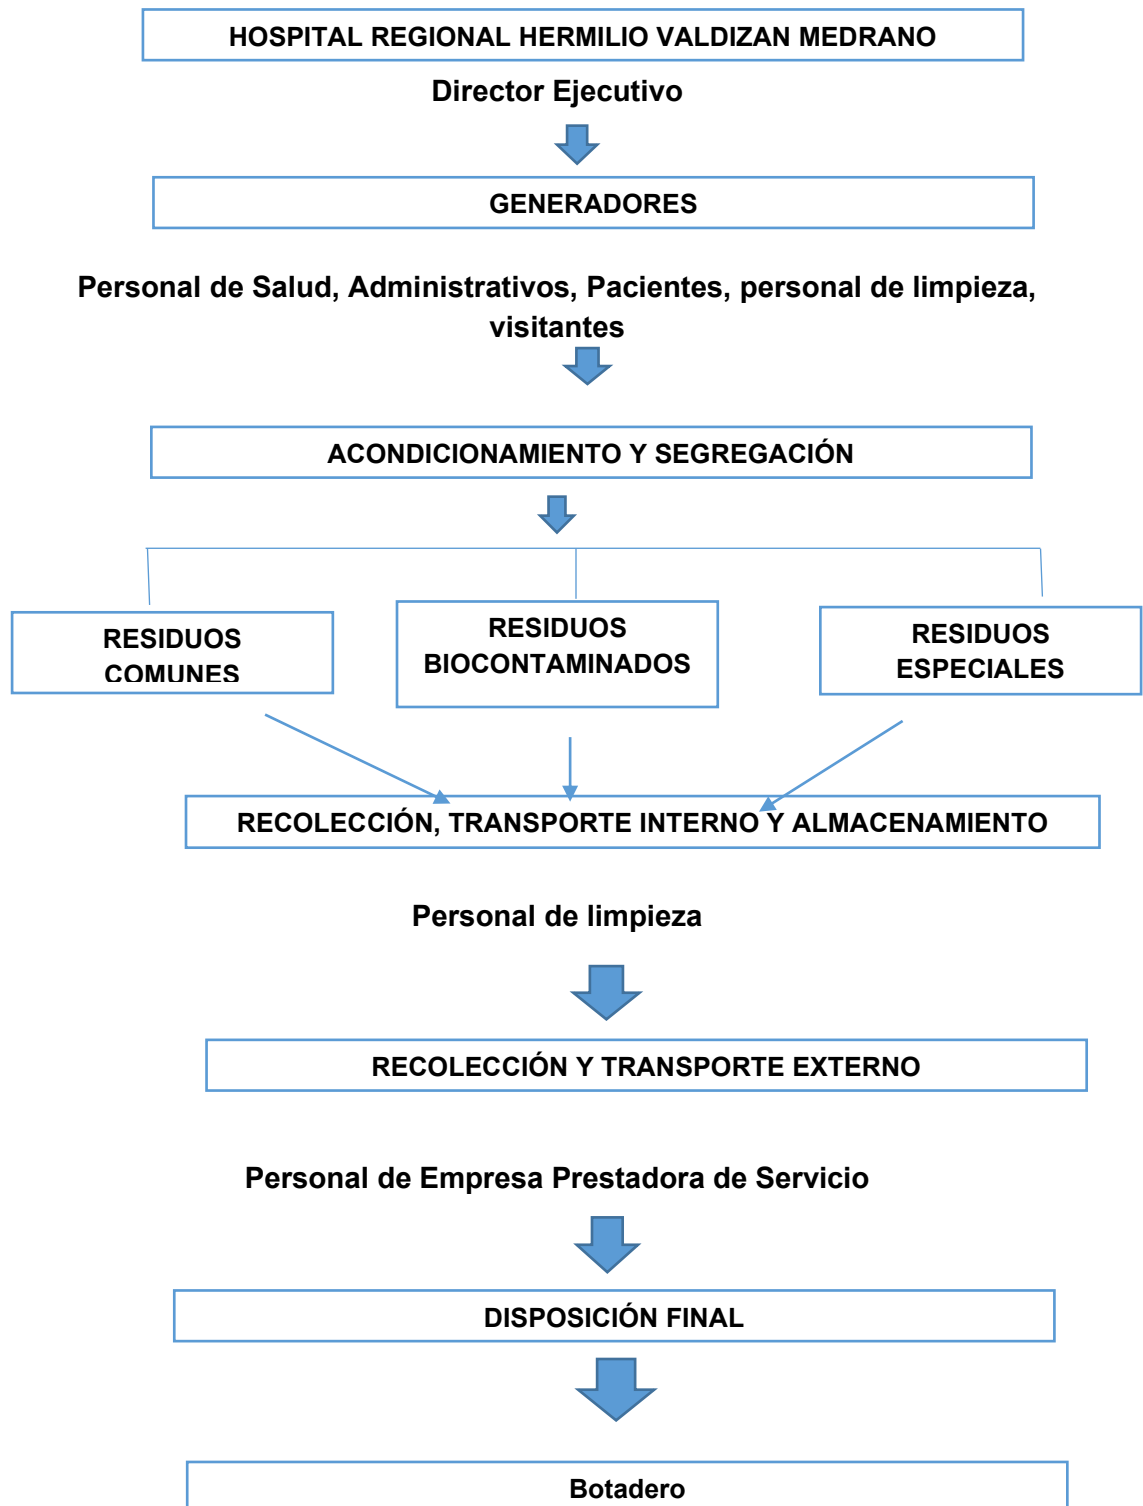 HOSPITAL REGIONAL HERMILIO VALDIZAN MEDRANO
Director Ejecutivo
GENERADORES
Personal de Salud, Administrativos, Pacientes, personal de limpieza,
visitantes
ACONDICIONAMIENTO Y SEGREGACIÓN
RESIDUOS
COMUNES
RESIDUOS
BIOCONTAMINADOS
RESIDUOS
ESPECIALES
RECOLECCIÓN, TRANSPORTE INTERNO Y ALMACENAMIENTO
Personal de limpieza
RECOLECCIÓN Y TRANSPORTE EXTERNO
Personal de Empresa Prestadora de Servicio
DISPOSICIÓN FINAL
Botadero